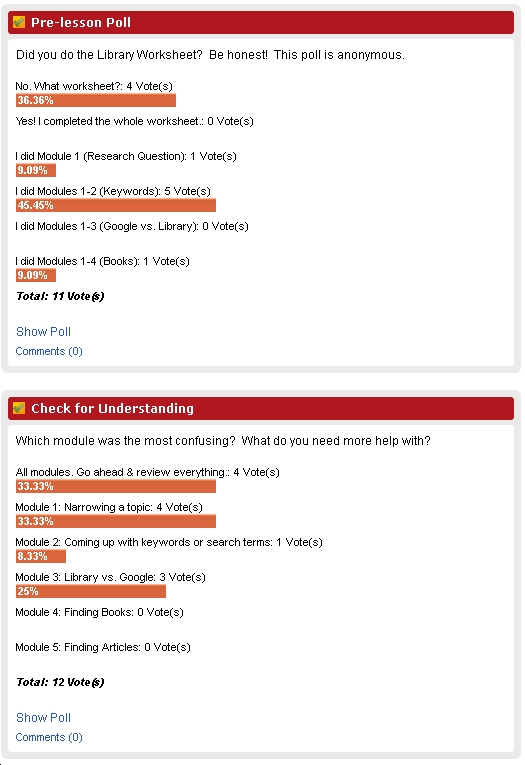 Pre-lesson Poll
Did you do the Library Worksheet? Be honest! This poll is anonymous.
No. What worksheet?: 4 Vote(s)
36.36%
Yes! I completed the whole worksheet.: 0 Vote(s)
I did Module 1 (Research Question): 1 Vote(s)
9.09%
I did Modules 1-2 (Keywords): 5 Vote(s)
45.45%
I did Modules 1-3 (Google vs. Library): 0 Vote(s)
I did Modules 1-4 (Books): 1 Vote(s)
9.09%
Total: 11 Vote(s)
Show Poll
Comments (0)
Check for Understanding
Which module was the most confusing? What do you need more help with?
All modules. Go ahead & review everything.: 4 Vote(s)
33.33%
Module 1: Narrowing a topic: 4 Vote(s)
33.33%
Module 2: Coming up with keywords or search terms: 1 Vote(s)
8.33%
Module 3: Library vs. Google: 3 Vote(s)
25%
Module 4: Finding Books: 0 Vote(s)
Module 5: Finding Articles: 0 Vote(s)
Total: 12 Vote(s)
Show Poll
Comments (0)